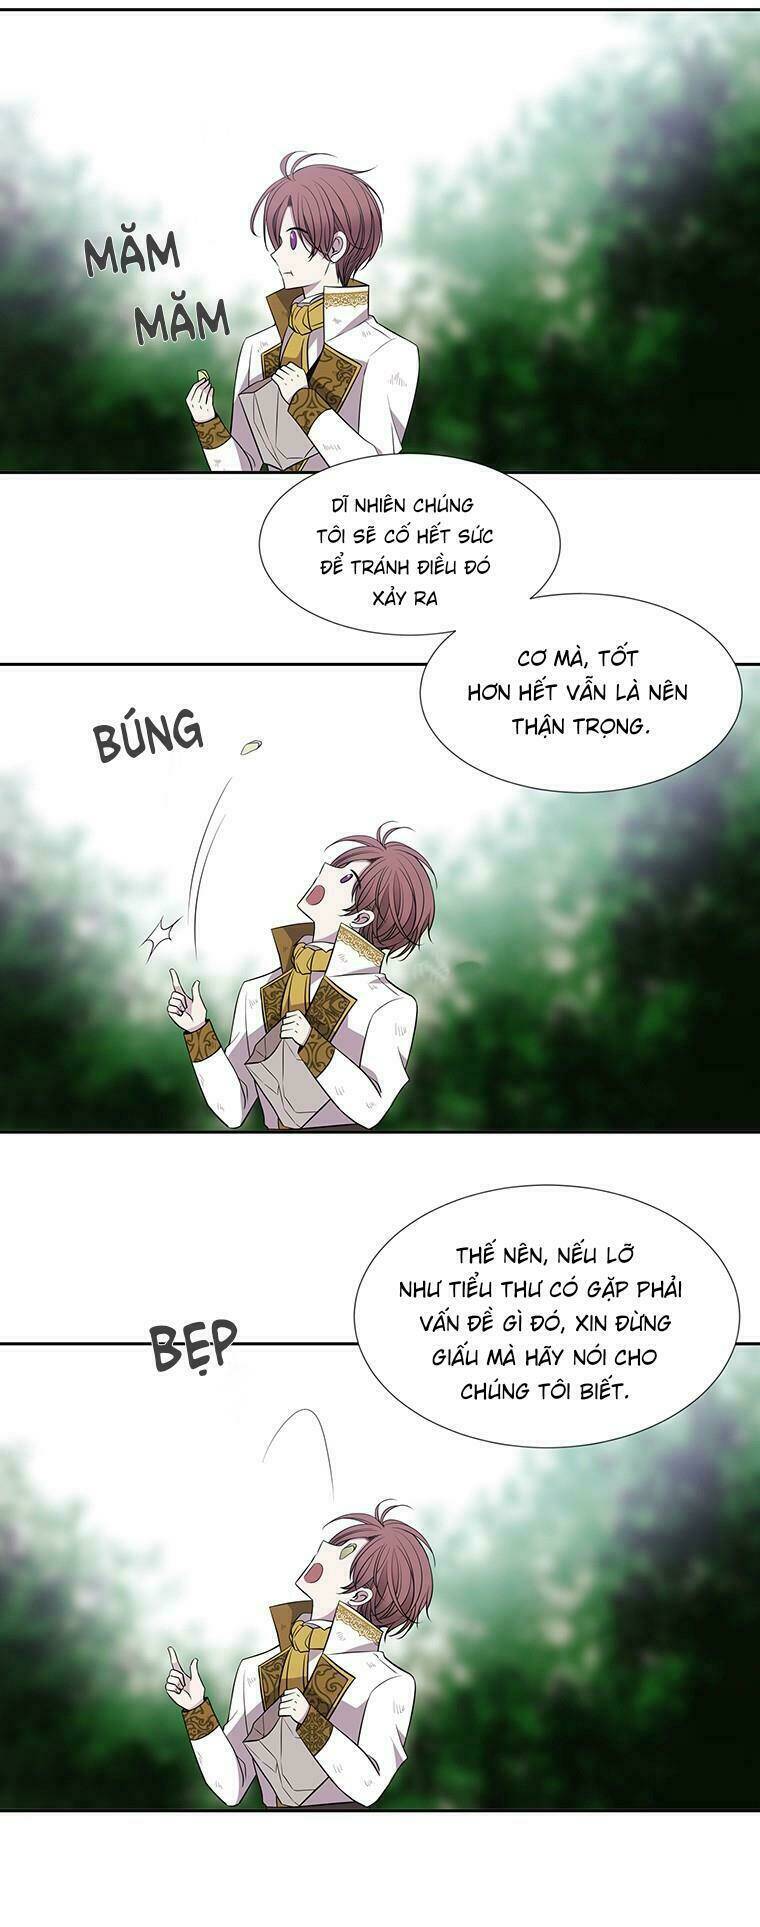 MĂM
MĂM
DĨ NHIÊN CHÚNG
TÔI SẼ CỐ HẾT SỨC
ĐỂ TRÁNH ĐIỀU ĐÓ
XẢY RA
CƠ MÀ, TỐT
HƠN HẾT VẪN LÀ NÊN
THẬN TRỌNG.
BÚNG
THẾ NÊN, NẾU LỠ
NHƯ TIỂU THƯ CÓ GẶP PHẢI
VẤN ĐỀ GÌ ĐÓ, XIN ĐỪNG
GIẤU MÀ HÃY NÓI CHO
CHÚNG TÔI BIẾT.
BẸP